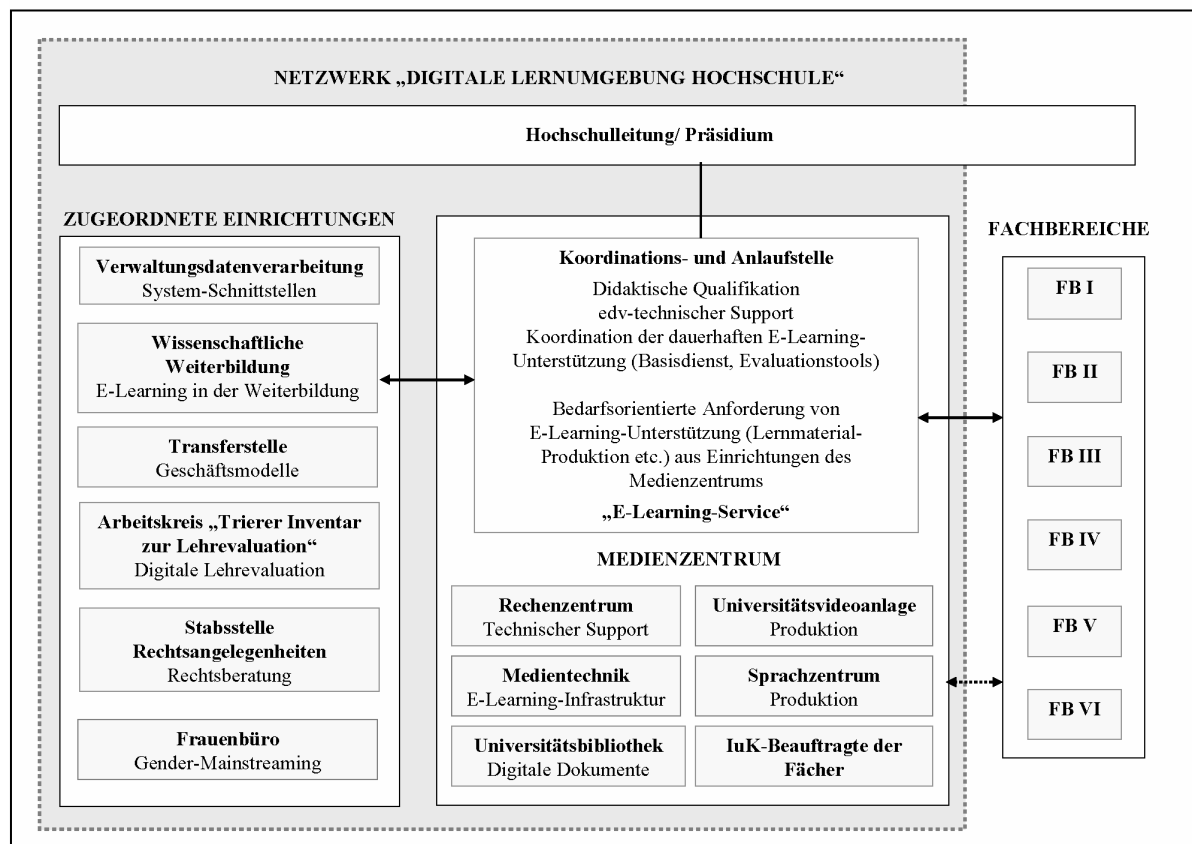 NETZWERK „DIGITALE LERNUMGEBUNG HOCHSCHULE“
Hochschulleitung/ Präsidium
ZUGEORDNETE EINRICHTUNGEN
Verwaltungsdatenverarbeitung
System-Schnittstellen
Wissenschaftliche
Weiterbildung
E-Learning in der Weiterbildung
Transferstelle
Geschäftsmodelle
Arbeitskreis „Trierer Inventar
zur Lehrevaluation“
Digitale Lehrevaluation
Stabsstelle
Rechtsangelegenheiten
Rechtsberatung
Frauenbüro
Gender-Mainstreaming
Koordinations- und Anlaufstelle
Didaktische Qualifikation
edv-technischer Support
Koordination der dauerhaften E-Learning-
Unterstützung (Basisdienst, Evaluationstools)
Bedarfsorientierte Anforderung von
E-Learning-Unterstützung (Lernmaterial-
Produktion etc.) aus Einrichtungen des
Medienzentrums
„E-Learning-Service“
MEDIENZENTRUM
Rechenzentrum
Technischer Support
Universitätsvideoanlage
Produktion
Medientechnik
E-Learning-Infrastruktur
Sprachzentrum
Produktion
Universitätsbibliothek
Digitale Dokumente
IuK-Beauftragte der
Fächer
FACHBEREICHE
FB I
FB II
FB III
FB IV
FB V
FB VI